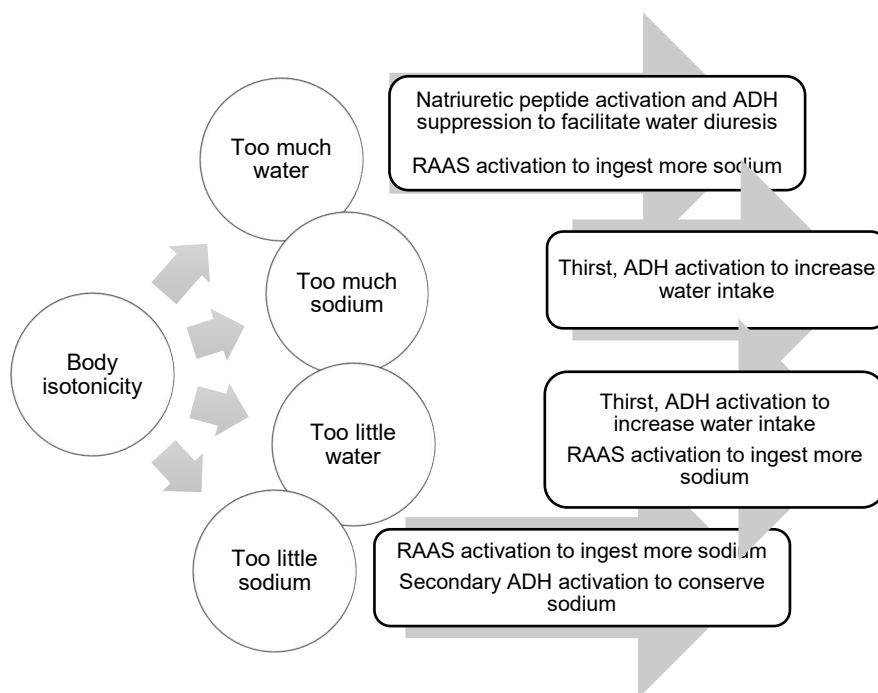 Too much
water
Natriuretic peptide activation and ADH
suppression to facilitate water diuresis
RAAS activation to ingest more sodium
Too much
sodium
Thirst, ADH activation to increase
water intake
Body
isotonicity
Too little
water
Thirst, ADH activation to
increase water intake
RAAS activation to ingest more
sodium
Too little
sodium
RAAS activation to ingest more sodium
Secondary ADH activation to conserve
sodium